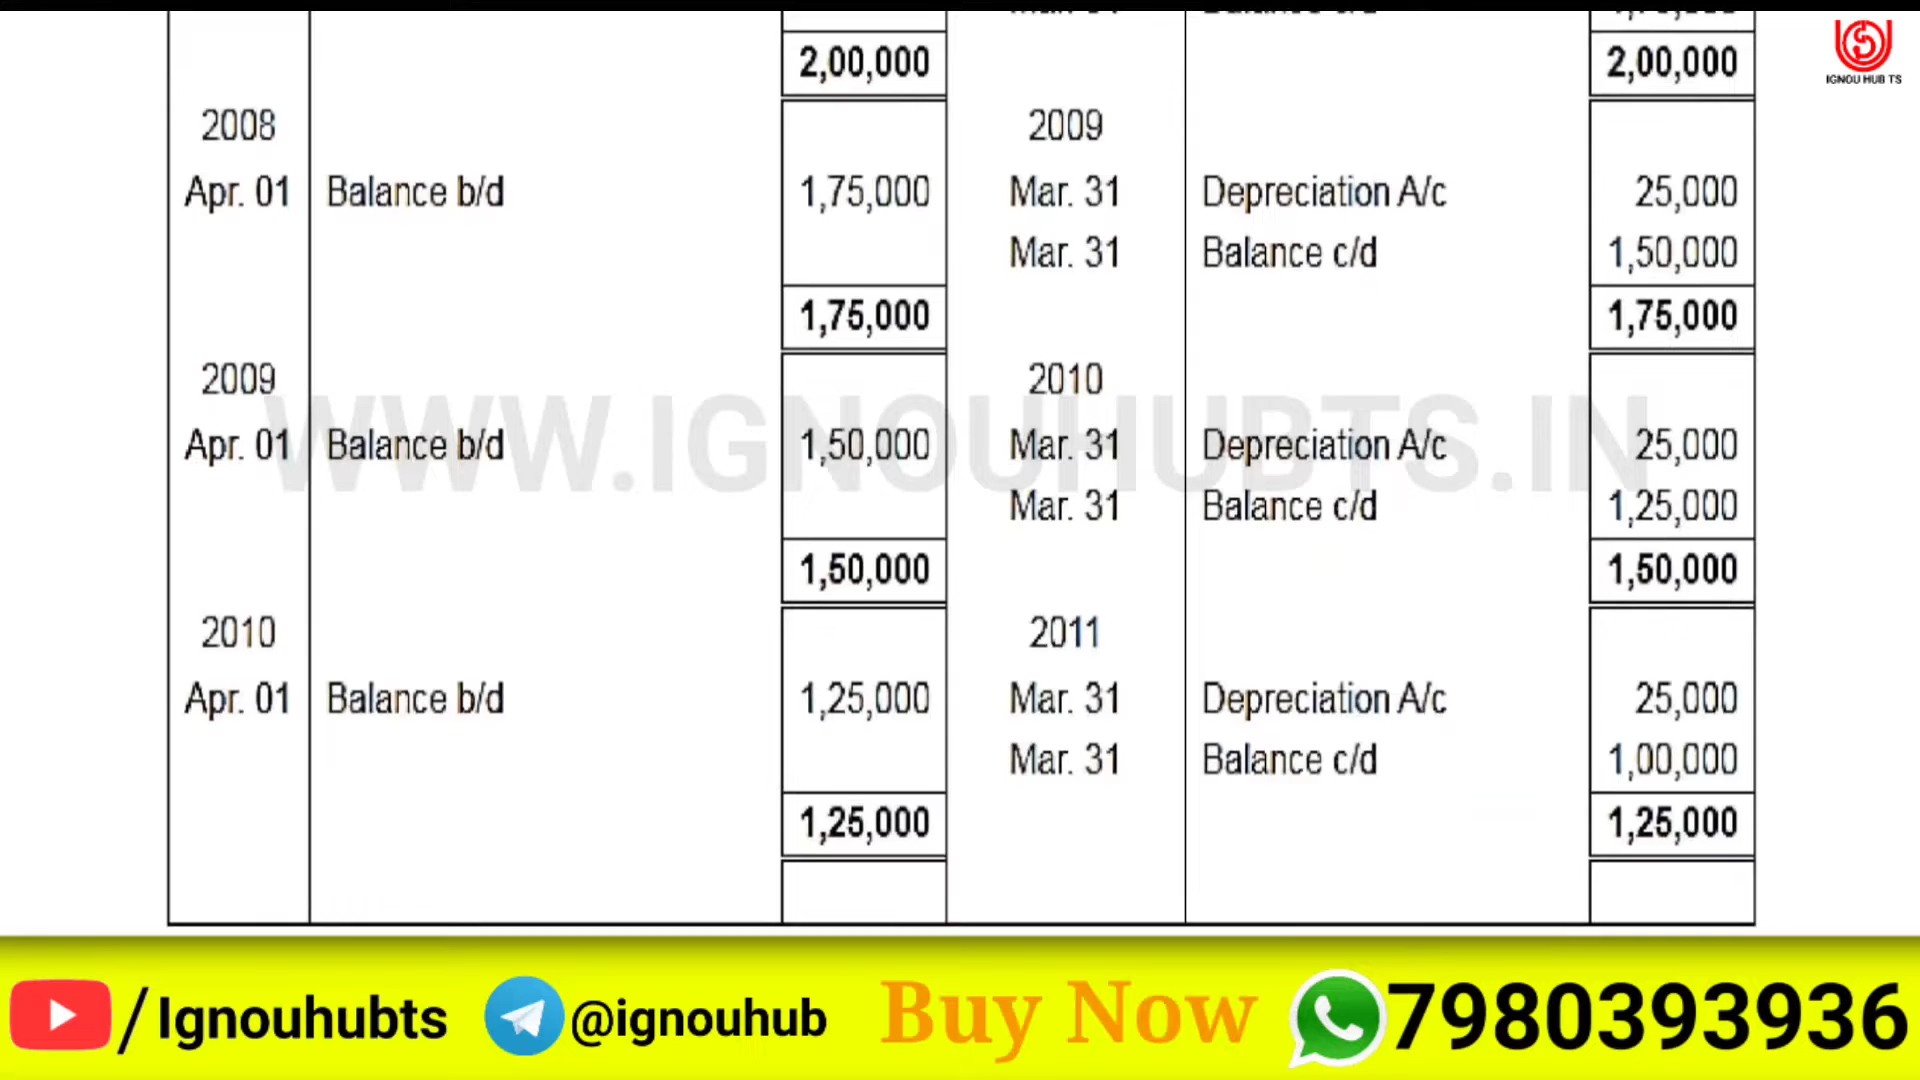 2,00,000 2,00,000
IGNOU HUB TS
2008 2009
Apr. 01 Balance b/d 1,75,000 Mar. 31 Depreciation A/c 25,000
Mar. 31 Balance c/d 1,50,000
1,75,000 1,75,000
2009 2010
WWW.IGNOUHUBTS.IN
Apr. 01 Balance b/d 1,50,000 Mar. 31 Depreciation A/c 25,000
Mar. 31 Balance c/d 1,25,000
1,50,000 1,50,000
2010 2011
Apr. 01 Balance b/d 1,25,000 Mar. 31 Depreciation A/c 25,000
Mar. 31 Balance c/d 1,00,000
1,25,000 1,25,000
/Ignouhubts @ignouhub Buy Now 7980393936